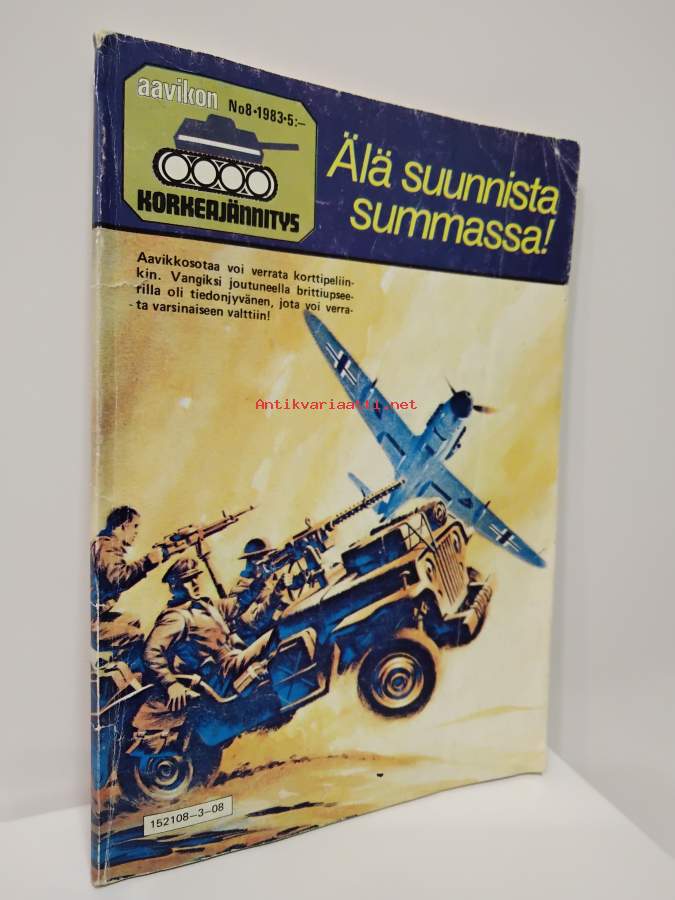 aavikon
No8•1983•5:–
KORKEAJÄNNITYS
Älä suunnista
summassa!
Aavikkosotaa voi verrata korttipeliin-
kin. Vangiksi joutuneella brittiupsee-
rilla oli tiedonjyvänen, jota voi verra-
ta varsinaiseen valttiin!
Antikvariaatti.net
152108–3–08